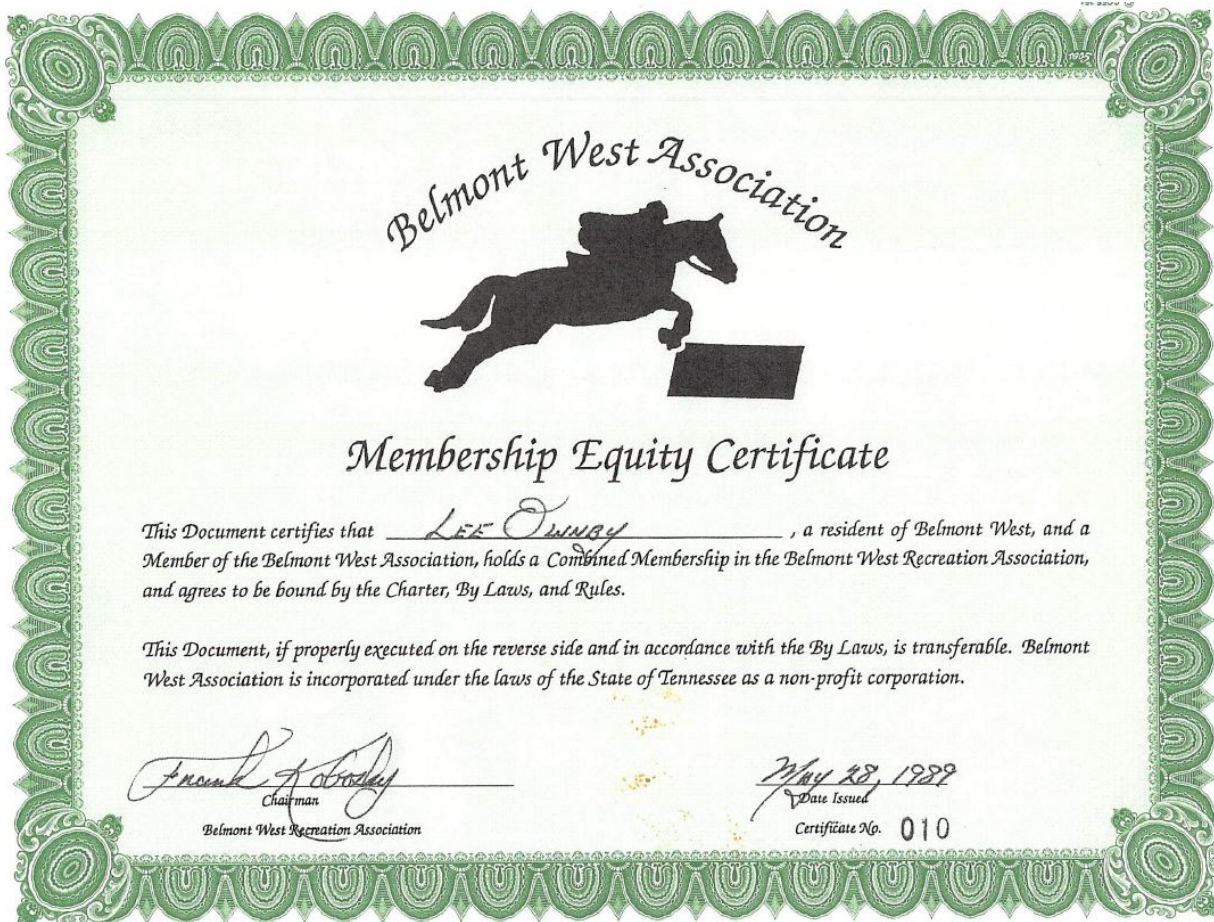 Belmont West Association
Membership Equity Certificate
This Document certifies that LEE OWNBY, a resident of Belmont West, and a
Member of the Belmont West Association, holds a Combined Membership in the Belmont West Recreation Association,
and agrees to be bound by the Charter, By Laws, and Rules.
This Document, if properly executed on the reverse side and in accordance with the By Laws, is transferable. Belmont
West Association is incorporated under the laws of the State of Tennessee as a non-profit corporation.
Frank May 28, 1989
Chairman Date Issued
Belmont West Recreation Association Certificate No. 010